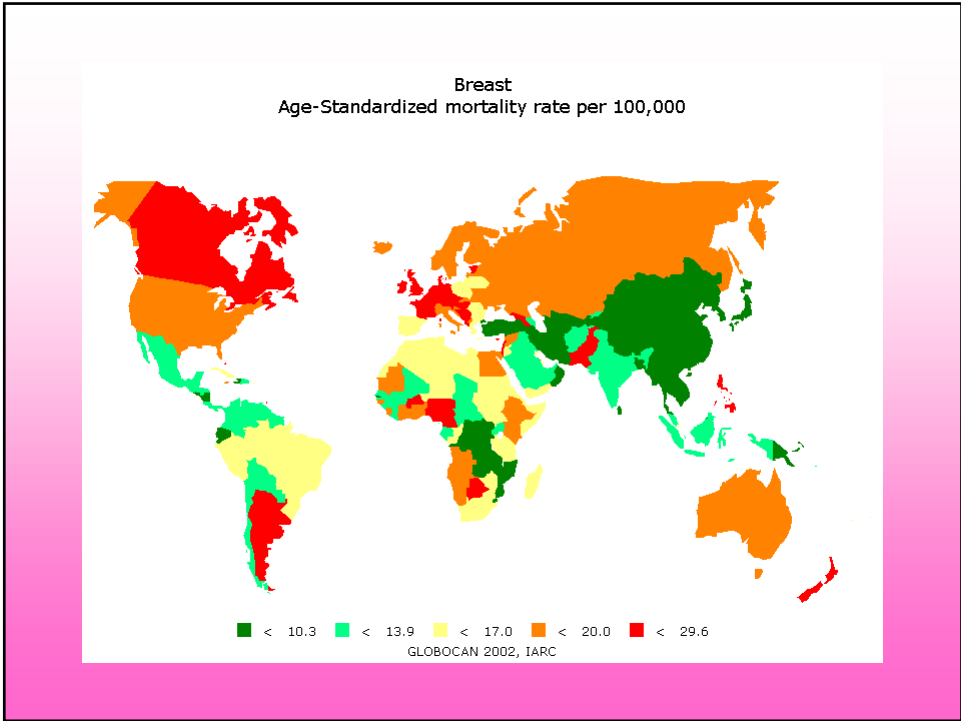 Breast
Age-Standardized mortality rate per 100,000
< 10.3 < 13.9 < 17.0 < 20.0 < 29.6
GLOBOCAN 2002, IARC